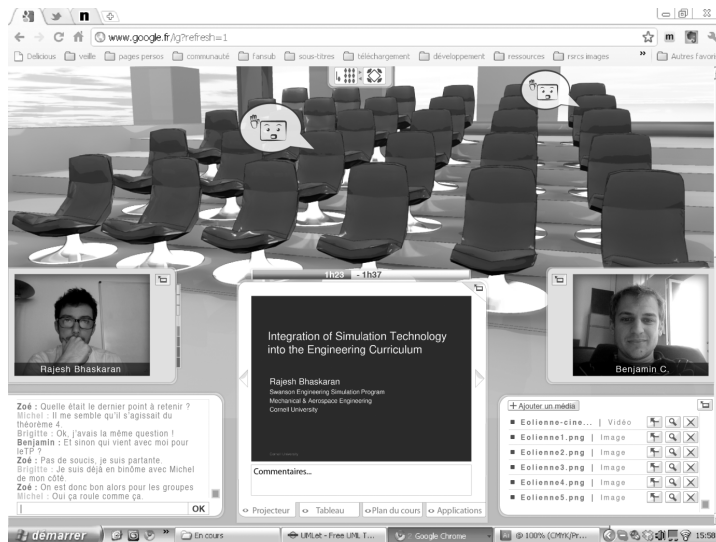 www.google.fr/ig?refresh=1
Delicious veille pages persos communauté fansub sous-titres téléchargement développement ressources rsrcs images » Autres favori
1h23 - 1h37
Rajesh Bhaskaran
Benjamin C.
Integration of Simulation Technology
into the Engineering Curriculum
Rajesh Bhaskaran
Swanson Engineering Simulation Program
Mechanical & Aerospace Engineering
Cornell University
Commentaires...
Projecteur Tableau Plan du cours Applications
Zoé : Quelle était le dernier point à retenir ?
Michel : Il me semble qu'il s'agissait du
théorème 4.
Brigitte : Ok, j'avais la même question !
Benjamin : Et sinon qui vient avec moi pour
leTP ?
Zoé : Pas de soucis, je suis partante.
Brigitte : Je suis déjà en binôme avec Michel
de mon côté.
Zoé : On est donc bon alors pour les groupes
Michel : Oui ça roule comme ça.
OK
+ Ajouter un média
Eolienne-cine... | Vidéo
Eolienne1.png | Image
Eolienne2.png | Image
Eolienne3.png | Image
Eolienne4.png | Image
Eolienne5.png | Image
démarrer » En cours UMLet - Free UML T... Google Chrome @ 100% (CMYK/Pr... 15:58